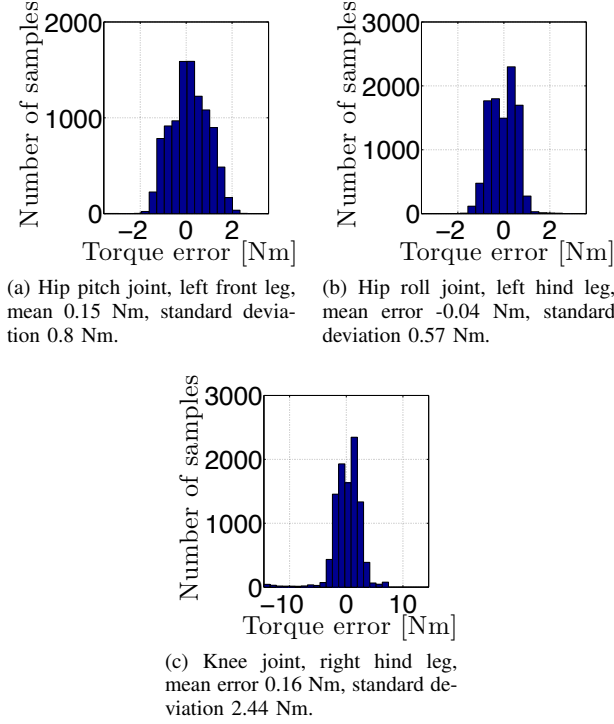 Number of samples
2000
1000
0
−2 0 2
Torque error [Nm]
(a) Hip pitch joint, left front leg,
mean 0.15 Nm, standard devia-
tion 0.8 Nm.
Number of samples
3000
2000
1000
0
−2 0 2
Torque error [Nm]
(b) Hip roll joint, left hind leg,
mean error -0.04 Nm, standard
deviation 0.57 Nm.
Number of samples
3000
2000
1000
0
−10 0 10
Torque error [Nm]
(c) Knee joint, right hind leg,
mean error 0.16 Nm, standard de-
viation 2.44 Nm.